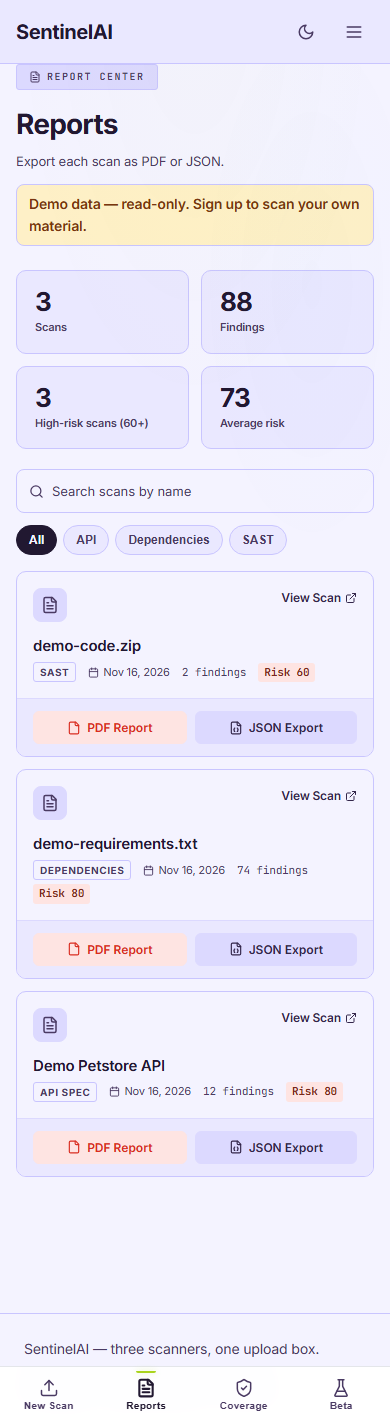 SentinelAI
REPORT CENTER
Reports
Export each scan as PDF or JSON.
Demo data — read-only. Sign up to scan your own
material.
3
Scans
88
Findings
3
High-risk scans (60+)
73
Average risk
Search scans by name
All
API
Dependencies
SAST
View Scan
demo-code.zip
SAST
Nov 16, 2026
2 findings
Risk 60
PDF Report
JSON Export
View Scan
demo-requirements.txt
DEPENDENCIES
Nov 16, 2026
74 findings
Risk 80
PDF Report
JSON Export
View Scan
Demo Petstore API
API SPEC
Nov 16, 2026
12 findings
Risk 80
PDF Report
JSON Export
SentinelAI — three scanners, one upload box.
New Scan
Reports
Coverage
Beta